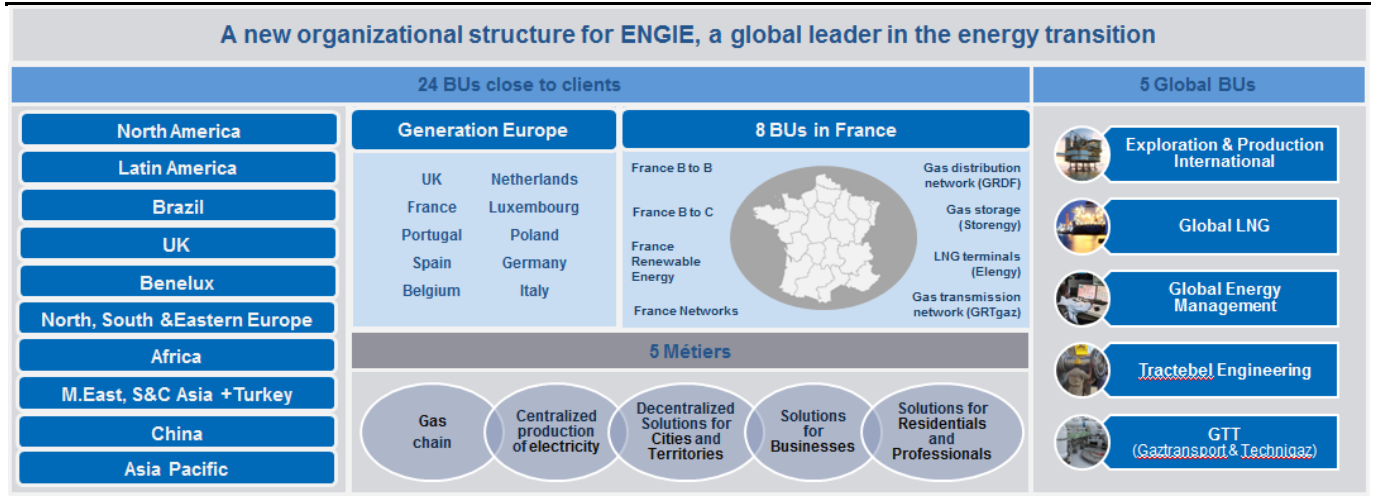 A new organizational structure for ENGIE, a global leader in the energy transition
24 BUs close to clients
5 Global BUs
North America
Latin America
Brazil
UK
Benelux
North, South &Eastern Europe
Africa
M.East, S&C Asia +Turkey
China
Asia Pacific
Generation Europe
UK
Netherlands
France
Luxembourg
Portugal
Poland
Spain
Germany
Belgium
Italy
8 BUs in France
France B to B
France B to C
France
Renewable
Energy
France Networks
Gas distribution
network (GRDF)
Gas storage
(Storengy)
LNG terminals
(Elengy)
Gas transmission
network (GRTgaz)
5 Métiers
Gas
chain
Centralized
production
of electricity
Decentralized
Solutions for
Cities and
Territories
Solutions
for
Businesses
Solutions for
Residentials
and
Professionals
Exploration & Production
International
Global LNG
Global Energy
Management
Tractebel Engineering
GTT
(Gaztransport & Technigaz)